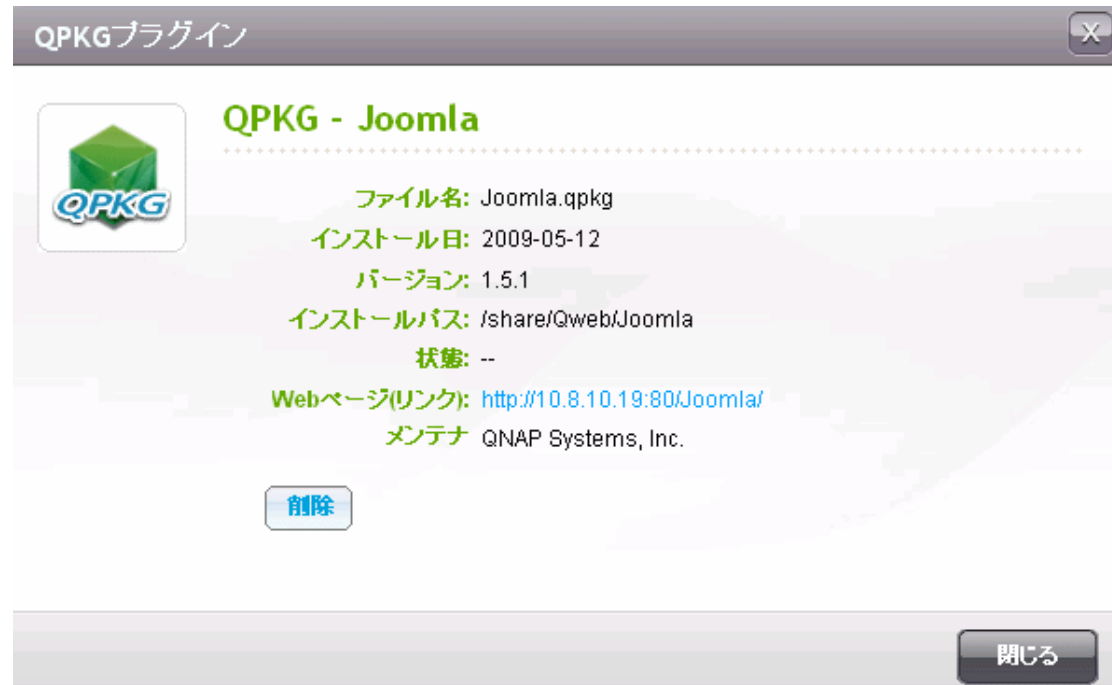 QPKGプラグイン
X
QPKG - Joomla
QPKG
ファイル名: Joomla.qpkg
インストール日: 2009-05-12
バージョン: 1.5.1
インストールパス: /share/Qweb/Joomla
状態: --
Webページ(リンク): http://10.8.10.19:80/Joomla/
メンテナ QNAP Systems, Inc.
削除
閉じる